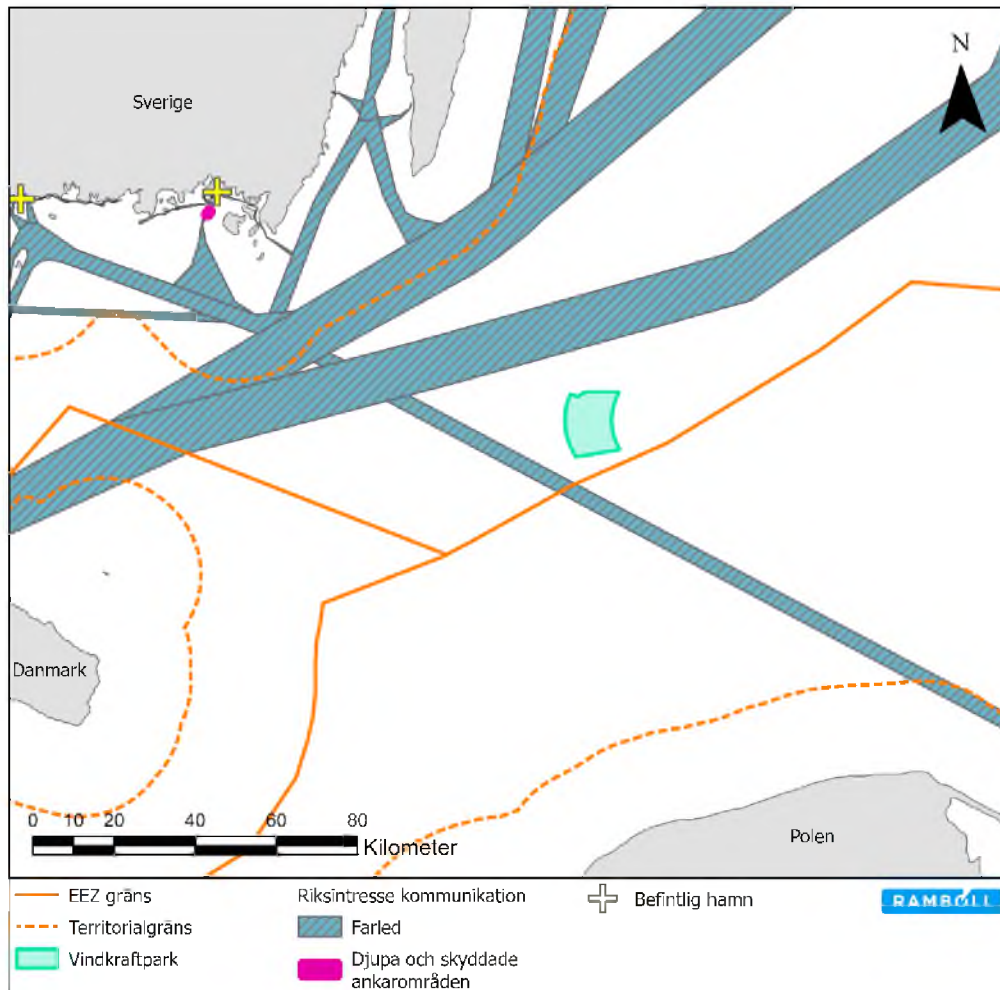 N
Sverige
Danmark
Polen
0 10 20 40 60 80
Kilometer
EEZ gräns
Territorialgräns
Vindkraftpark
Riksintresse kommunikation
Farled
Djupa och skyddade
ankarområden
Befintlig hamn
RAMBOLL